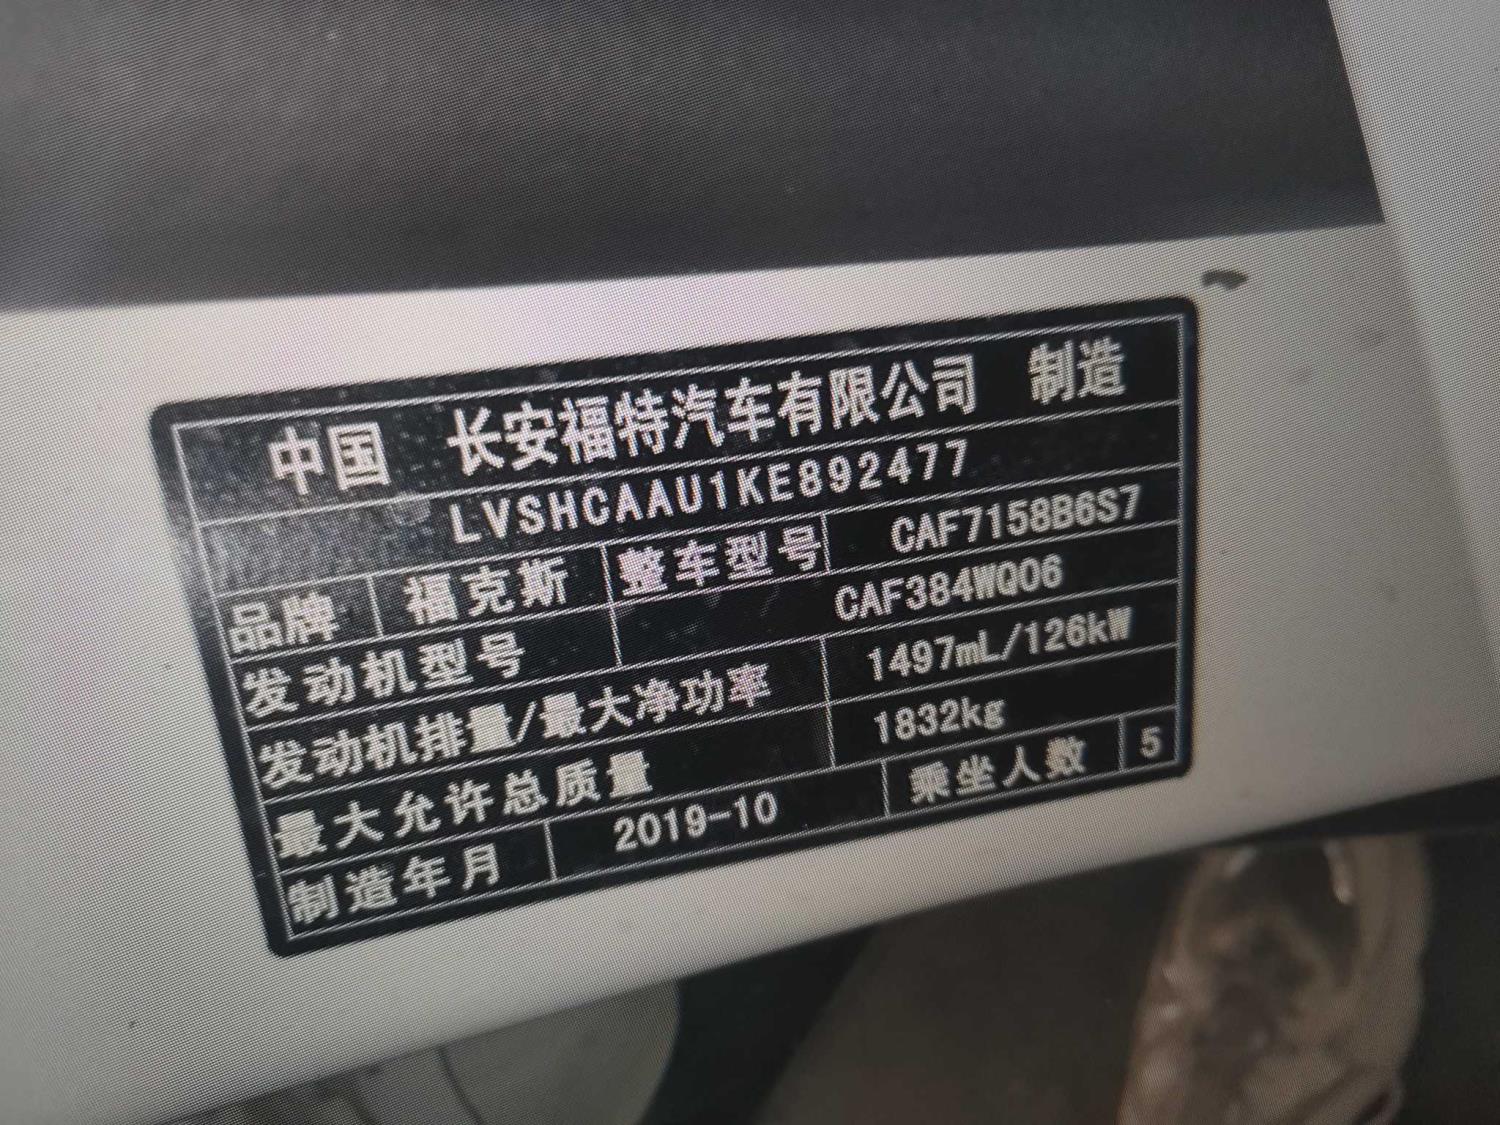 中国 长安福特汽车有限公司 制造
LVSHCAAU1KE892477
品牌 福克斯 整车型号 CAF7158B6S7
发动机型号 CAF384WQ06
发动机排量/最大净功率 1497mL/126kW
最大允许总质量 1832kg
制造年月 2019-10 乘坐人数 5